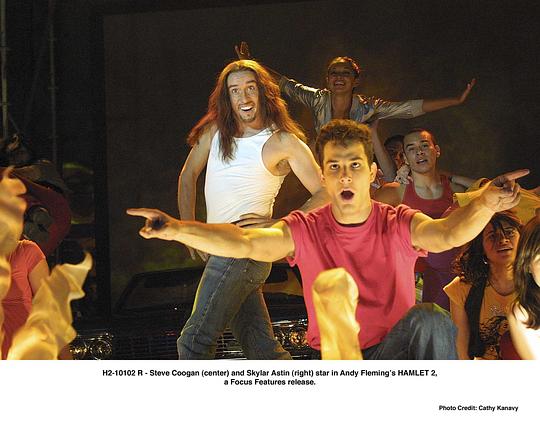 H2-10102 R - Steve Coogan (center) and Skylar Astin (right) star in Andy Fleming's HAMLET 2,
a Focus Features release.
Photo Credit: Cathy Kanavy